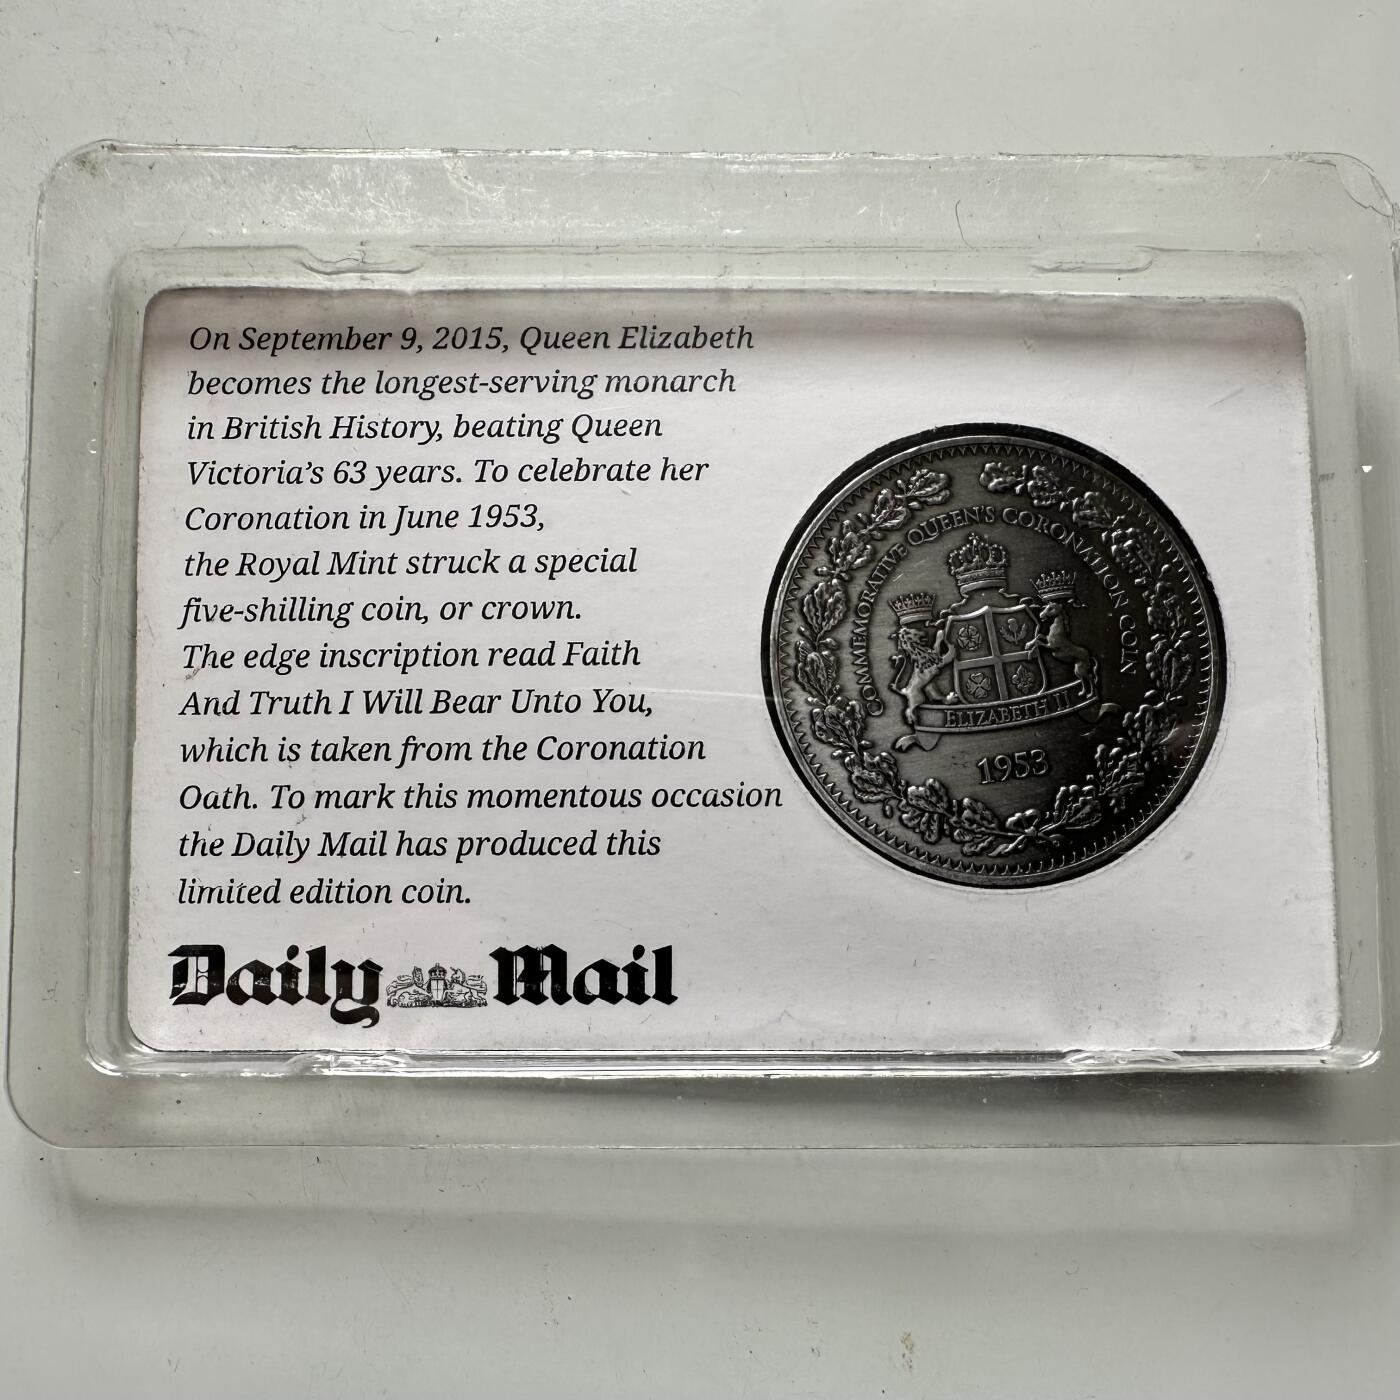 On September 9, 2015, Queen Elizabeth
becomes the longest-serving monarch
in British History, beating Queen
Victoria's 63 years. To celebrate her
Coronation in June 1953,
the Royal Mint struck a special
five-shilling coin, or crown.
The edge inscription read Faith
And Truth I Will Bear Unto You,
which is taken from the Coronation
Oath. To mark this momentous occasion
the Daily Mail has produced this
limited edition coin.
Daily Mail
COMMEMORATIVE QUEEN'S CORONATION COIN
ELIZABETH II
1953